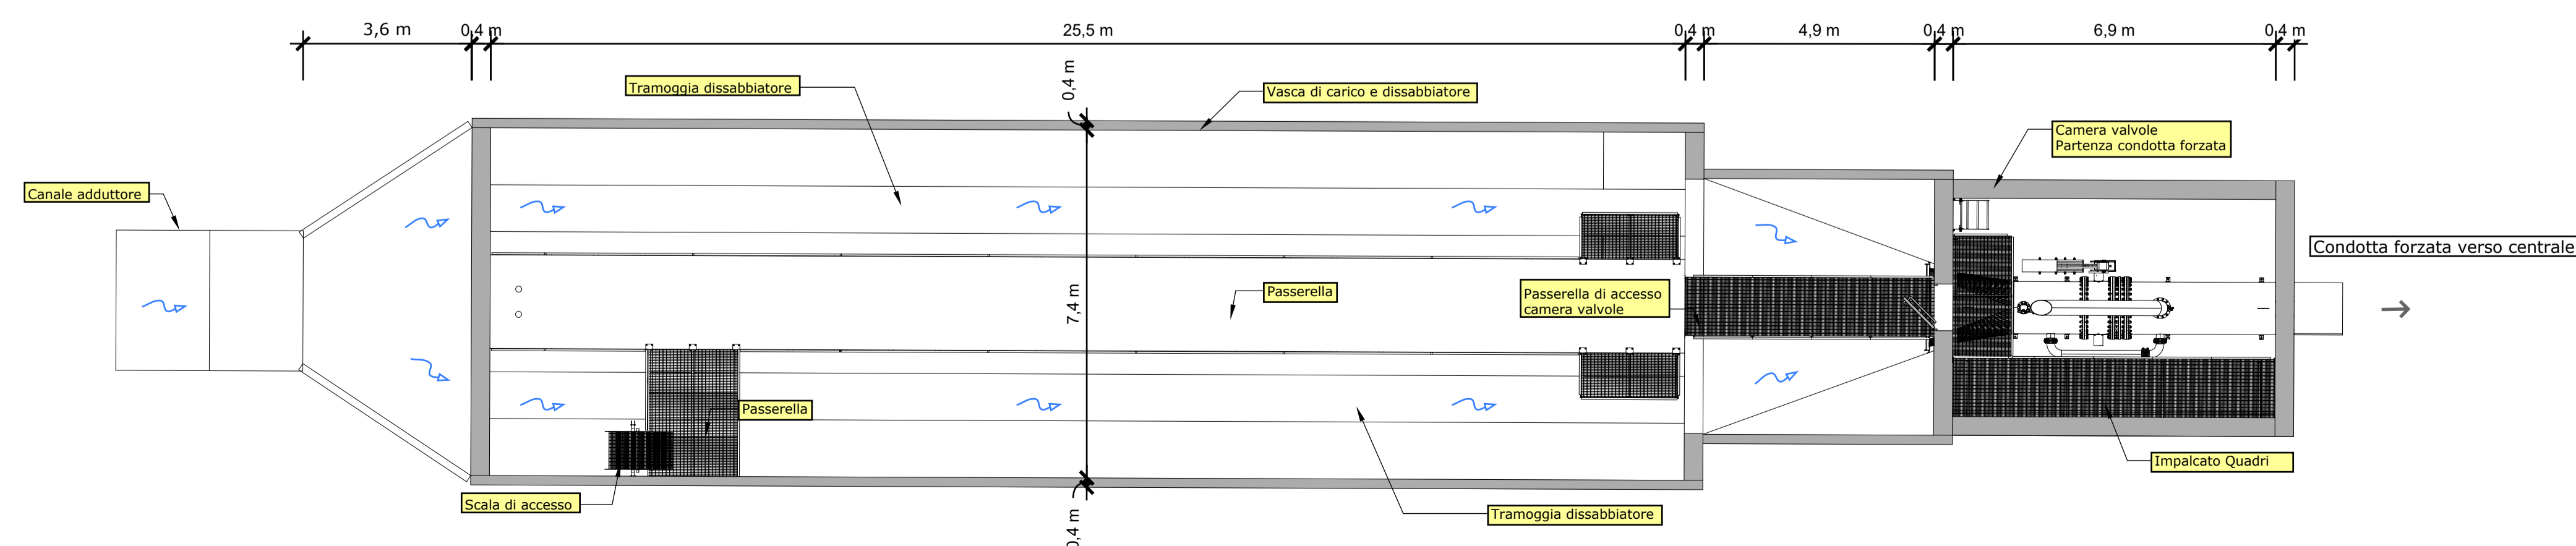 3,6 m
0,4 m
25,5 m
0,4 m
4,9 m
0,4 m
6,9 m
0,4 m
Tramoggia dissabbiatore
0,4 m
Vasca di carico e dissabbiatore
Camera valvole
Partenza condotta forzata
Canale adduttore
Condotta forzata verso centrale
7,4 m
Passerella
Passerella di accesso
camera valvole
Passerella
Impalcato Quadri
Scala di accesso
Tramoggia dissabbiatore
0,4 m